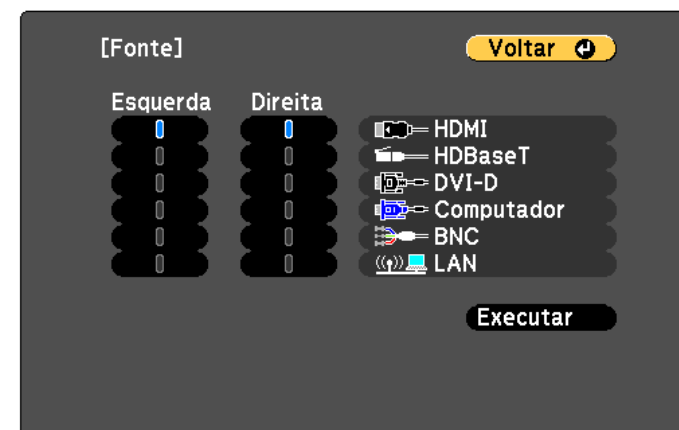 [Fonte]
Voltar
Esquerda Direita
HDMI
HDBaseT
DVI-D
Computador
BNC
LAN
Executar